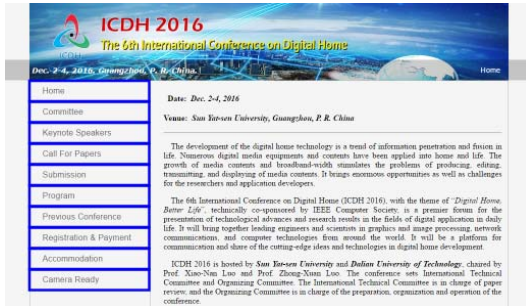 ICDH 2016
The 6th International Conference on Digital Home
ICDH
Dec. 2-4, 2016, Guangzhou, P. R. China.
Home
Home
Committee
Keynote Speakers
Call For Papers
Submission
Program
Previous Conference
Registration & Payment
Accommodation
Camera Ready
Date: Dec. 2-4, 2016
Venue: Sun Yat-sen University, Guangzhou, P. R. China
The development of the digital home technology is a trend of information penetration and fusion in
life. Numerous digital media equipments and contents have been applied into home and life. The
growth of media contents and broadband-width stimulates the problems of producing, editing,
transmitting, and displaying of media contents. It brings enormous opportunities as well as challenges
for the researchers and application developers.
The 6th International Conference on Digital Home (ICDH 2016), with the theme of "Digital Home,
Better Life", technically co-sponsored by IEEE Computer Society, is a premier forum for the
presentation of technological advances and research results in the fields of digital application in daily
life. It will bring together leading engineers and scientists in graphics and image processing, network
communications, and computer technologies from around the world. It will be a platform for
communication and share of the cutting-edge ideas and technologies in digital home development.
ICDH 2016 is hosted by Sun Yat-sen University and Dalian University of Technology, chaired by
Prof. Xiao-Nan Luo and Prof. Zhong-Xuan Luo. The conference sets International Technical
Committee and Organizing Committee. The International Technical Committee is in charge of paper
review; and the Organizing Committee is in charge of the preparation, organization and operation of the
conference.